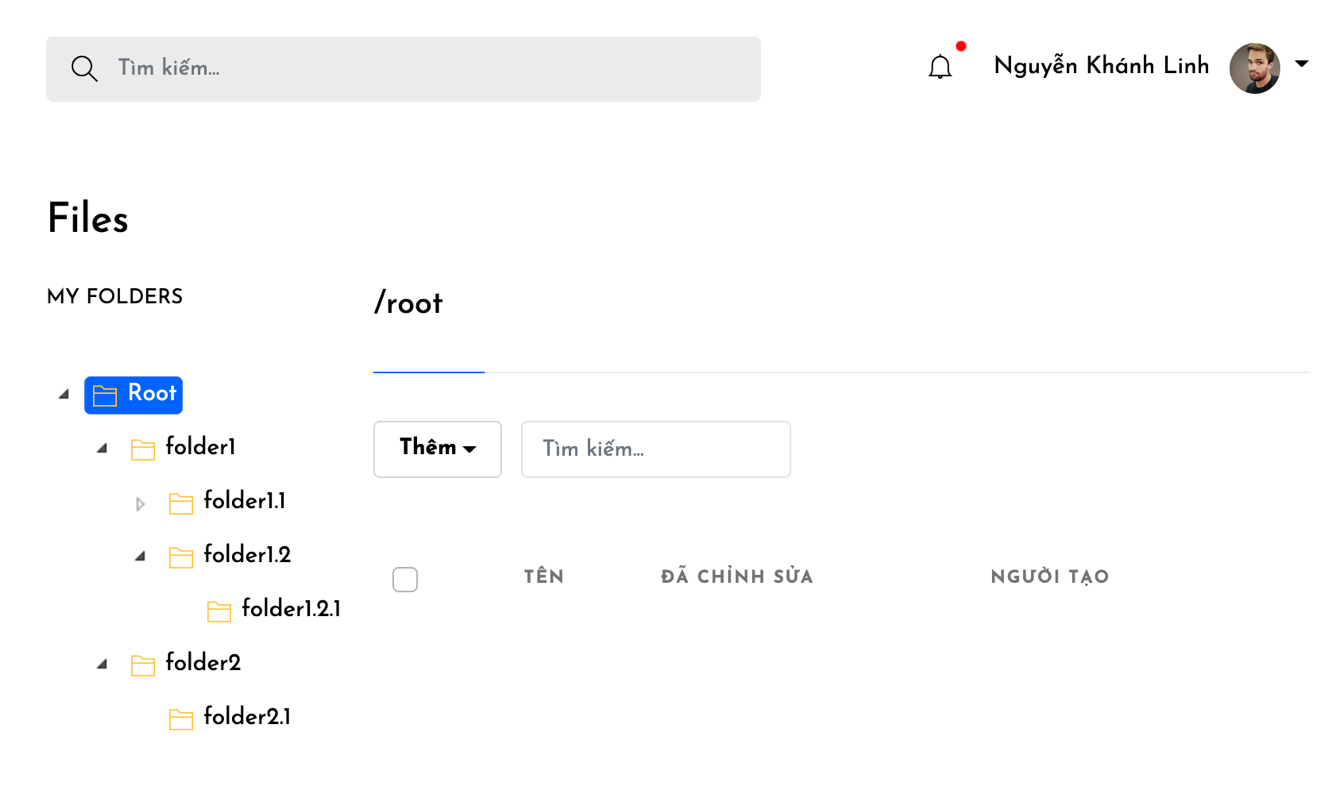 Tìm kiếm...
Nguyễn Khánh Linh
Files
MY FOLDERS
/root
Root
folder1
folder1.1
folder1.2
folder1.2.1
folder2
folder2.1
Thêm
Tìm kiếm...
TÊN
ĐÃ CHỈNH SỬA
NGƯỜI TẠO